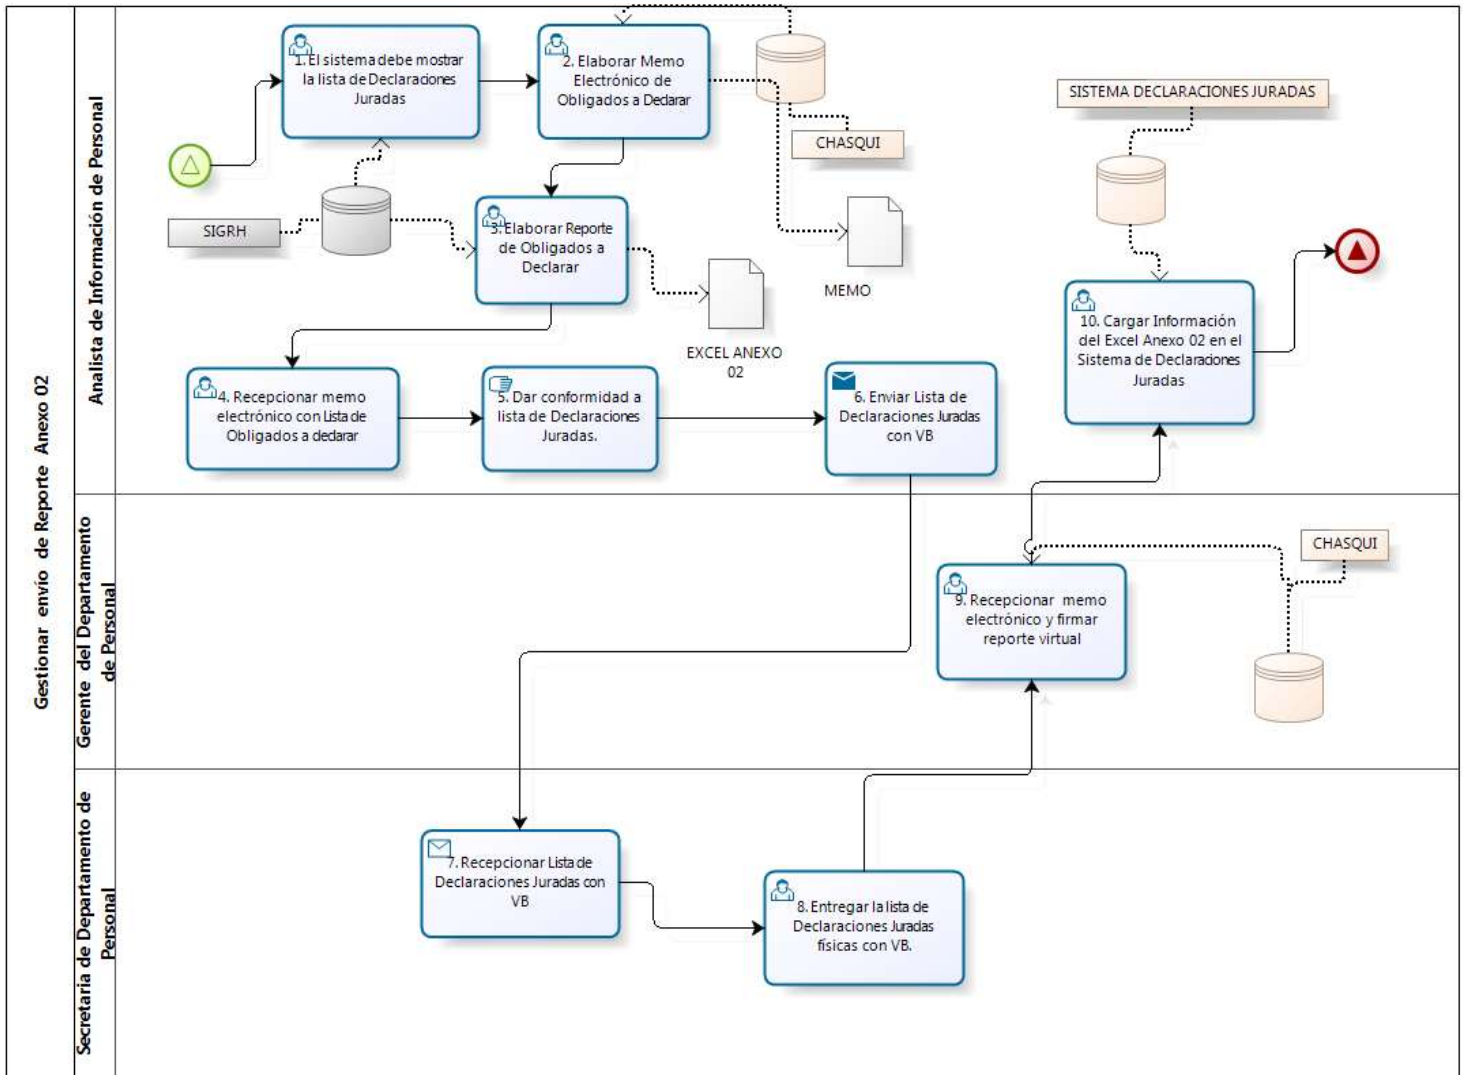 Gestionar envío de Reporte Anexo 02
Analista de Información de Personal
1. El sistema debe mostrar
la lista de Declaraciones
Juradas
2. Elaborar Memo
Electrónico de
Obligados a Declarar
CHASQUI
SISTEMA DECLARACIONES JURADAS
SIGRH
3. Elaborar Reporte
de Obligados a
Declarar
MEMO
EXCEL ANEXO
02
10. Cargar Información
del Excel Anexo 02 en el
Sistema de Declaraciones
Juradas
4. Recepcionar memo
electrónico con Lista de
Obligados a declarar
5. Dar conformidad a
lista de Declaraciones
Juradas.
6. Enviar Lista de
Declaraciones Juradas
con VB
Gerente del Departamento
de Personal
CHASQUI
9. Recepcionar memo
electrónico y firmar
reporte virtual
Secretaria de Departamento de
Personal
7. Recepcionar Lista de
Declaraciones Juradas con
VB
8. Entregar la lista de
Declaraciones Juradas
físicas con VB.